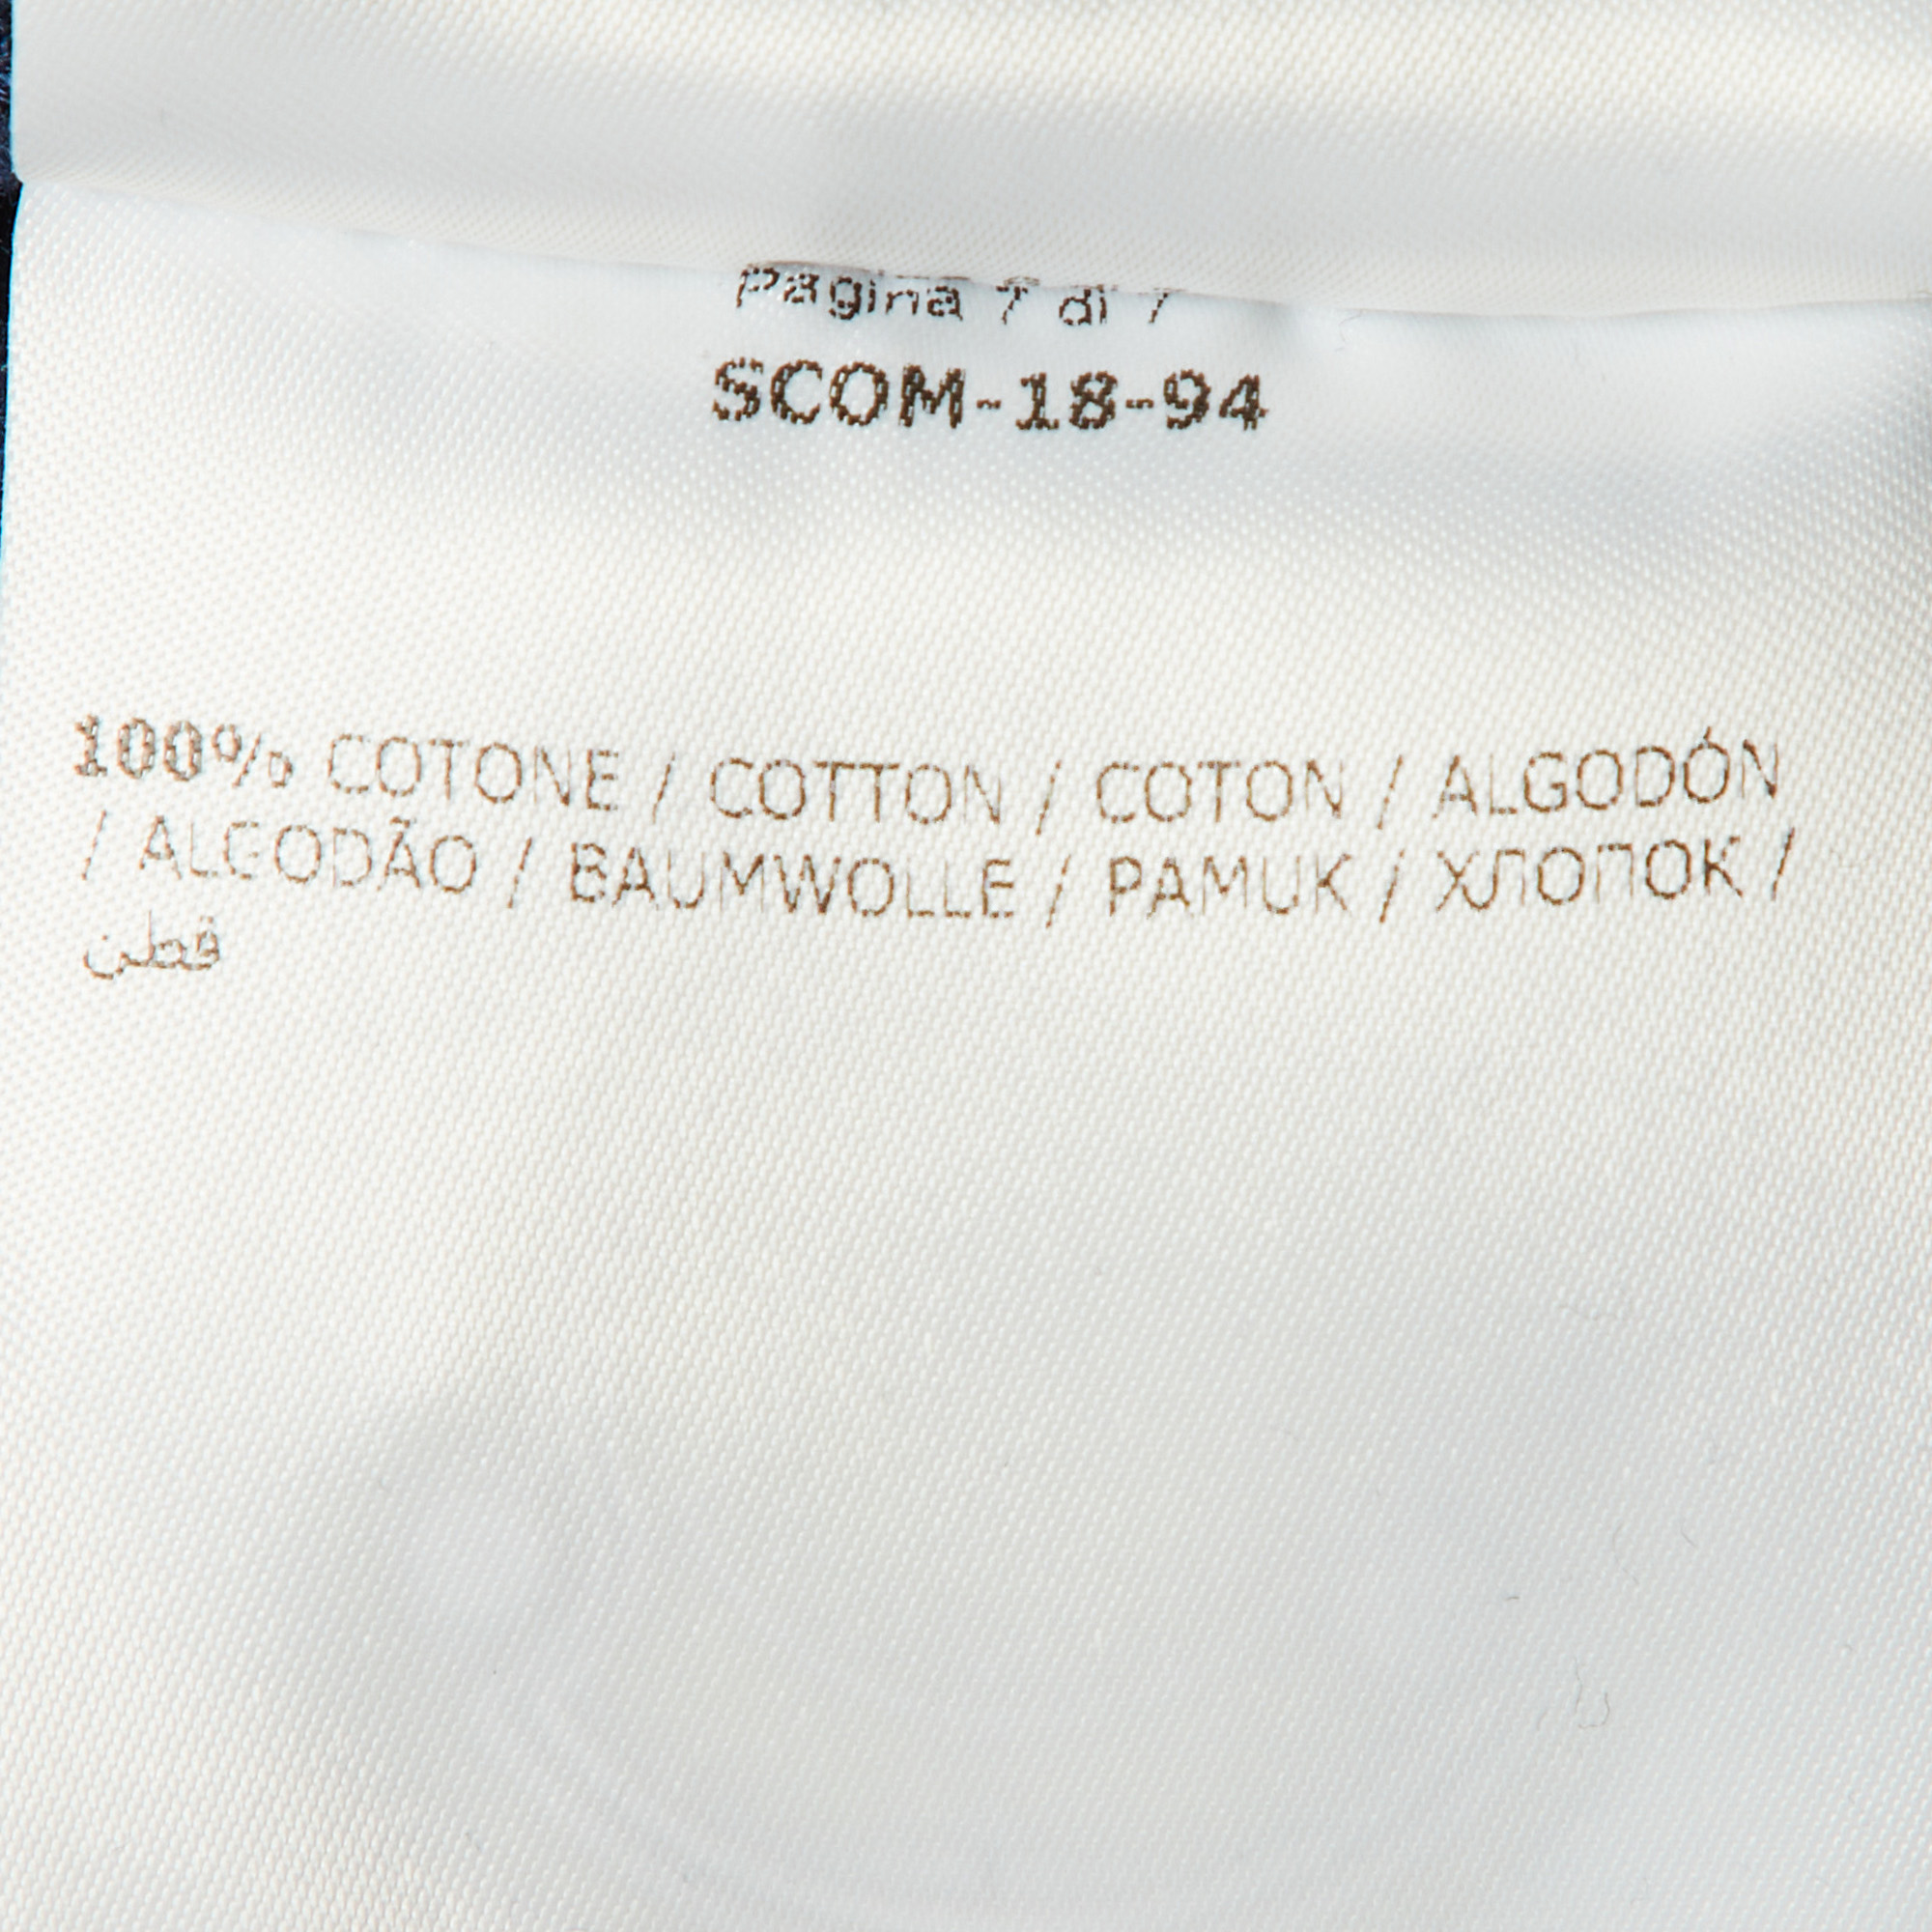 Pagina 7 di 7
SCOM-18-94
100% COTONE / COTTON / COTON / ALGODÓN
/ ALGODÃO / BAUMWOLLE / PAMUK / ХЛОПОК /
قطن